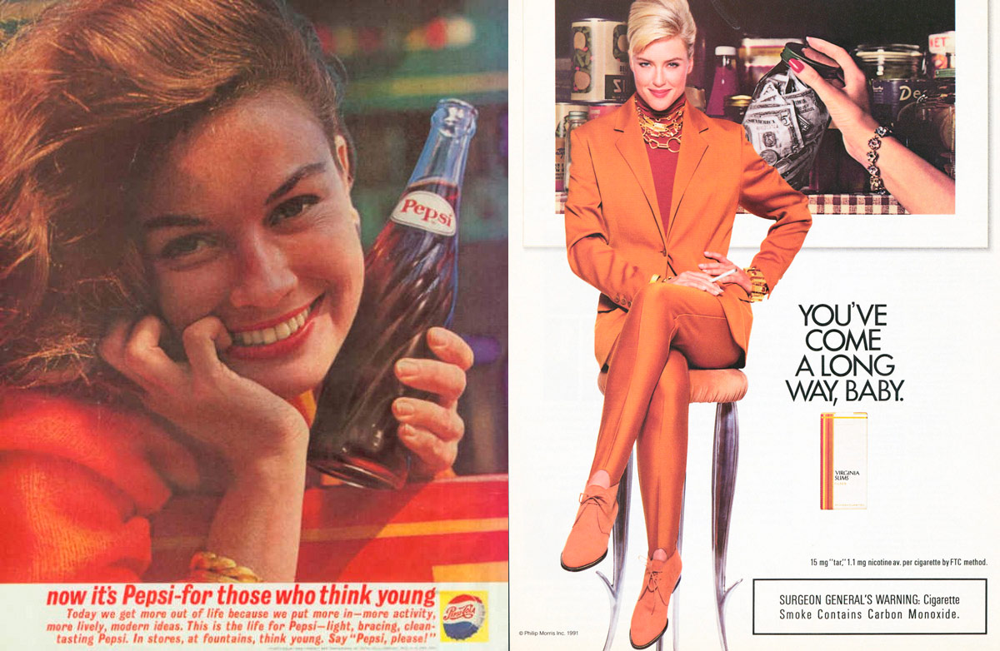 Pepsi
now it's Pepsi-for those who think young
Today we get more out of life because we put more in—more activity,
more lively, modern ideas. This is the life for Pepsi—light, bracing, clean-
tasting Pepsi. In stores, at fountains, think young. Say "Pepsi, please!"
Pepsi-Cola
5
YOU'VE
COME
A LONG
WAY, BABY.
VIRGINIA
SLIMS
15 mg "tar," 1.1 mg nicotine av. per cigarette by FTC method.
SURGEON GENERAL'S WARNING: Cigarette
Smoke Contains Carbon Monoxide.
© Philip Morris Inc. 1991